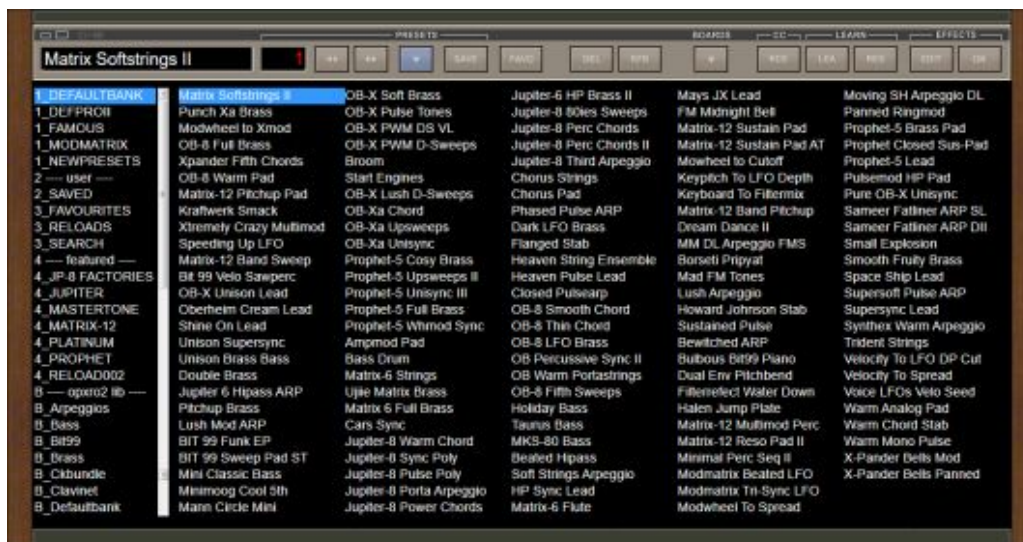 PRESETS
BOARDS
CC
LEARN
EFFECTS
Matrix Softstrings II
1
SAVE
DEL
LEA
EDIT
1_DEFAULTBANK
1_DEFPROII
1_FAMOUS
1_MODMATRIX
1_NEWPRESETS
2 ---- user ----
2_SAVED
3_FAVOURITES
3_RELOADS
3_SEARCH
4 ---- featured ----
4_JP-8 FACTORIES
4_JUPITER
4_MASTERTONE
4_MATRIX-12
4_PLATINUM
4_PROPHET
4_RELOAD002
B ---- opxro2 lib ----
B_Arpeggios
B_Bass
B_Bit99
B_Brass
B_Ckbundle
B_Clavinet
B_Defaultbank
Matrix Softstrings II
Punch Xa Brass
Modwheel to Xmod
OB-8 Full Brass
Xpander Fifth Chords
OB-8 Warm Pad
Matrix-12 Pitchup Pad
Kraftwerk Smack
Xtremely Crazy Multimod
Speeding Up LFO
Matrix-12 Band Sweep
Bit 99 Velo Sawperc
OB-X Unison Lead
Oberheim Cream Lead
Shine On Lead
Unison Supersync
Unison Brass Bass
Double Brass
Jupiter 6 Hipass ARP
Pitchup Brass
Lush Mod ARP
BIT 99 Funk EP
BIT 99 Sweep Pad ST
Mini Classic Bass
Minimoog Cool 5th
Mann Circle Mini
OB-X Soft Brass
OB-X Pulse Tones
OB-X PWM DS VL
OB-X PWM D-Sweeps
Broom
Start Engines
OB-X Lush D-Sweeps
OB-Xa Chord
OB-Xa Upsweeps
OB-Xa Unisync
Prophet-5 Cosy Brass
Prophet-5 Upsweeps II
Prophet-5 Unisync III
Prophet-5 Full Brass
Prophet-5 Whmod Sync
Ampmod Pad
Bass Drum
Matrix-6 Strings
Ujiie Matrix Brass
Matrix 6 Full Brass
Cars Sync
Jupiter-8 Warm Chord
Jupiter-8 Sync Poly
Jupiter-8 Pulse Poly
Jupiter-8 Porta Arpeggio
Jupiter-8 Power Chords
Jupiter-6 HP Brass II
Jupiter-8 80ies Sweeps
Jupiter-8 Perc Chords
Jupiter-8 Perc Chords II
Jupiter-8 Third Arpeggio
Chorus Strings
Chorus Pad
Phased Pulse ARP
Dark LFO Brass
Flanged Stab
Heaven String Ensemble
Heaven Pulse Lead
Closed Pulsearp
OB-8 Smooth Chord
OB-8 Thin Chord
OB-8 LFO Brass
OB Percussive Sync II
OB Warm Portastrings
OB-8 Fifth Sweeps
Holiday Bass
Taurus Bass
MKS-80 Bass
Beated Hipass
Soft Strings Arpeggio
HP Sync Lead
Matrix-6 Flute
Mays JX Lead
FM Midnight Bell
Matrix-12 Sustain Pad
Matrix-12 Sustain Pad AT
Mowheel to Cutoff
Keypitch To LFO Depth
Keyboard To Filtermix
Matrix-12 Band Pitchup
Dream Dance II
MM DL Arpeggio FMS
Borseti Pripyat
Mad FM Tones
Lush Arpeggio
Howard Johnson Stab
Sustained Pulse
Bewitched ARP
Bulbous Bit99 Piano
Dual Env Pitchbend
Filterrefect Water Down
Halen Jump Plate
Matrix-12 Multimod Perc
Matrix-12 Reso Pad II
Minimal Perc Seq II
Modmatrix Beated LFO
Modmatrix Tri-Sync LFO
Modwheel To Spread
Moving SH Arpeggio DL
Panned Ringmod
Prophet-5 Brass Pad
Prophet Closed Sus-Pad
Prophet-5 Lead
Pulsemod HP Pad
Pure OB-X Unisync
Sameer Fatliner ARP SL
Sameer Fatliner ARP DII
Small Explosion
Smooth Fruity Brass
Space Ship Lead
Supersoft Pulse ARP
Supersync Lead
Synthex Warm Arpeggio
Trident Strings
Velocity To LFO DP Cut
Velocity To Spread
Voice LFOs Velo Seed
Warm Analog Pad
Warm Chord Stab
Warm Mono Pulse
X-Pander Bells Mod
X-Pander Bells Panned